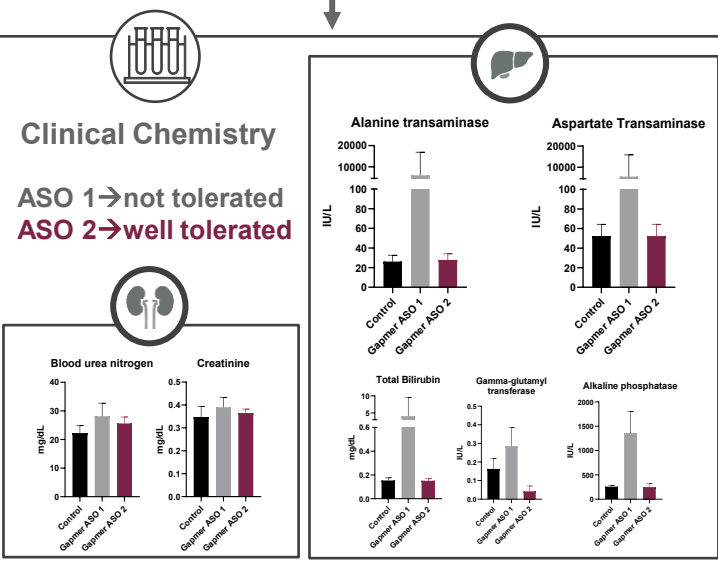 Clinical Chemistry
ASO 1→not tolerated
ASO 2→well tolerated
Blood urea nitrogen
mg/dL
40
30
20
10
0
Control
Gapmer ASO 1
Gapmer ASO 2
Creatinine
mg/dL
0.5
0.4
0.3
0.2
0.1
0.0
Control
Gapmer ASO 1
Gapmer ASO 2
Alanine transaminase
IU/L
20000
10000
100
80
60
40
20
0
Control
Gapmer ASO 1
Gapmer ASO 2
Aspartate Transaminase
IU/L
20000
10000
100
80
60
40
20
0
Control
Gapmer ASO 1
Gapmer ASO 2
Total Bilirubin
mg/dL
10
5
0.6
0.4
0.2
0.0
Control
Gapmer ASO 1
Gapmer ASO 2
Gamma-glutamyl
transferase
IU/L
0.5
0.4
0.3
0.2
0.1
0.0
Control
Gapmer ASO 1
Gapmer ASO 2
Alkaline phosphatase
IU/L
2000
1500
1000
500
0
Control
Gapmer ASO 1
Gapmer ASO 2